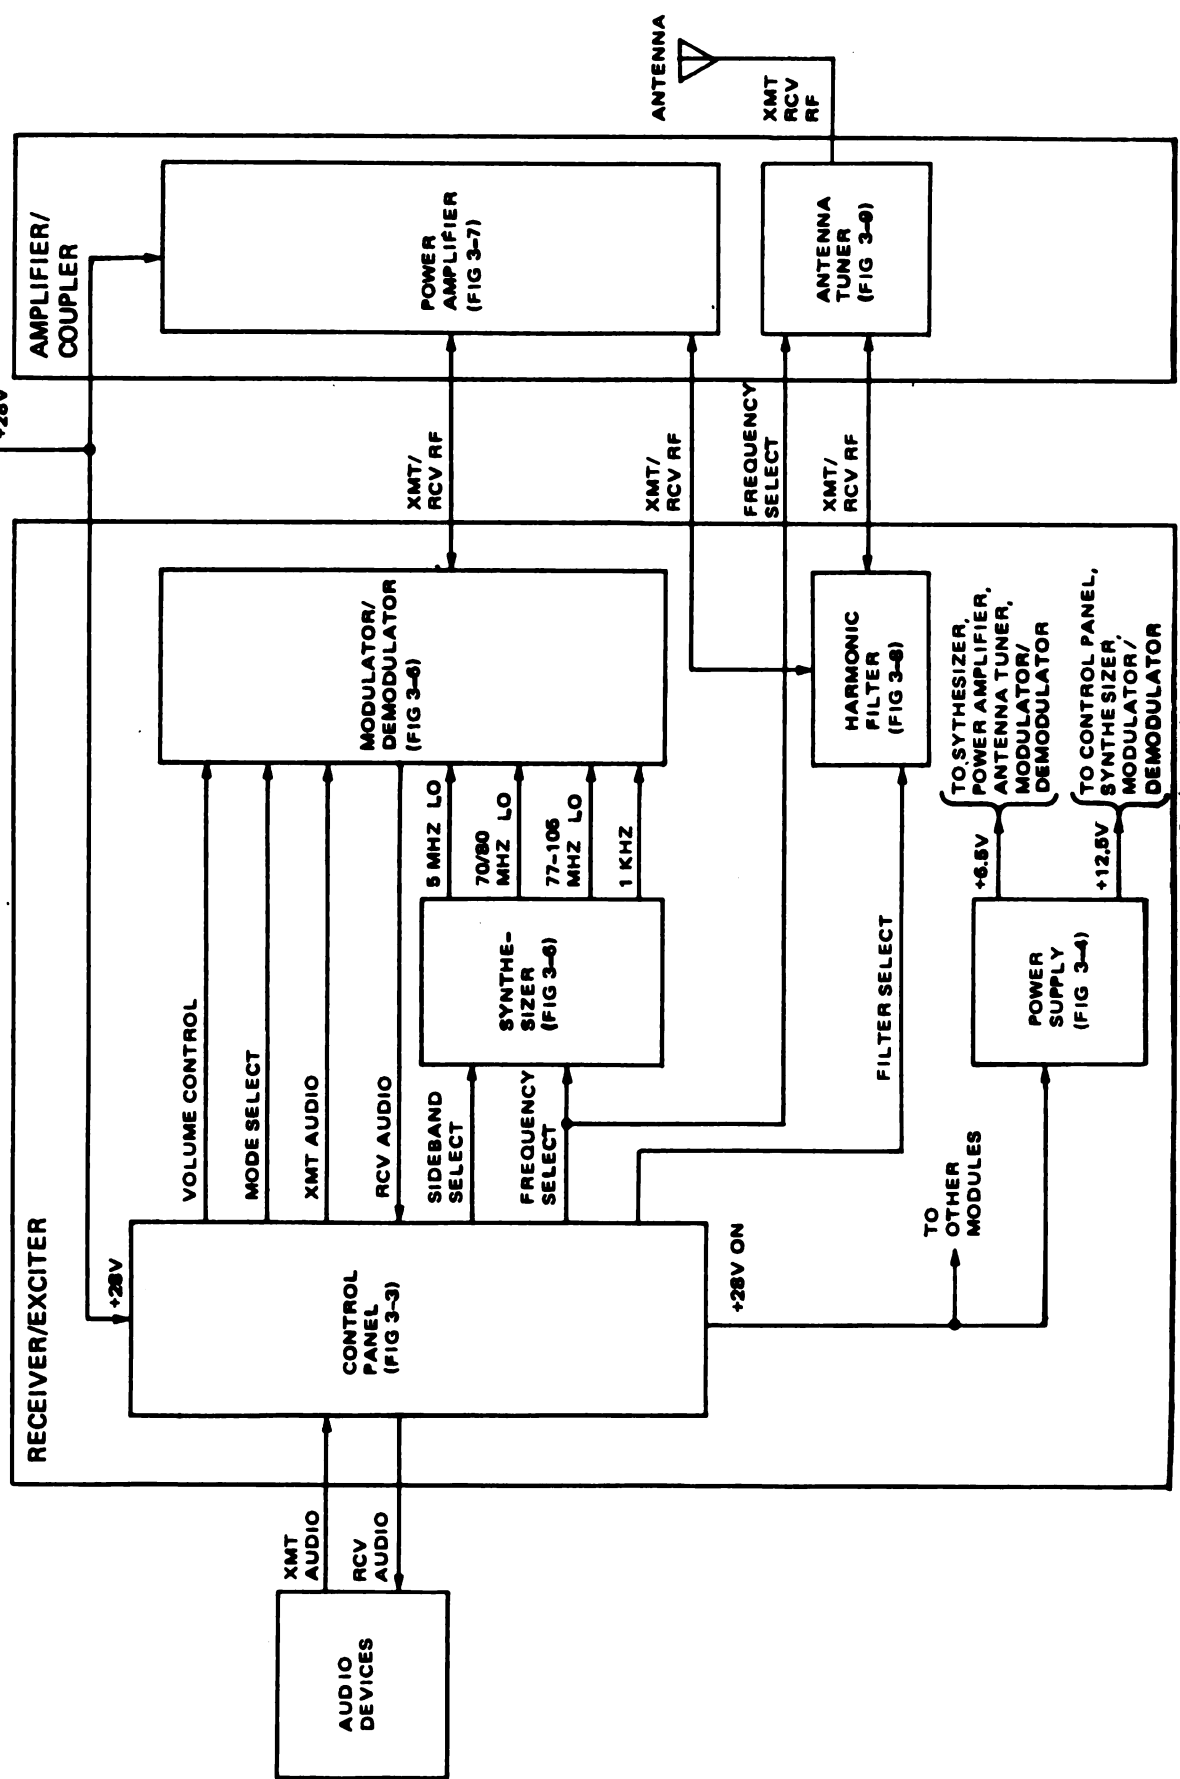 +28V
RECEIVER/EXCITER
AMPLIFIER/
COUPLER
+28V
AUDIO
DEVICES
XMT
AUDIO
RCV
AUDIO
CONTROL
PANEL
(FIG 3-3)
VOLUME CONTROL
MODE SELECT
XMT AUDIO
RCV AUDIO
SIDEBAND
SELECT
FREQUENCY
SELECT
+28V ON
TO
OTHER
MODULES
SYNTHE-
SIZER
(FIG 3-5)
5 MHZ LO
70/80
MHZ LO
77-105
MHZ LO
1 KHZ
MODULATOR/
DEMODULATOR
(FIG 3-6)
FILTER SELECT
HARMONIC
FILTER
(FIG 3-8)
POWER
SUPPLY
(FIG 3-4)
+6.5V
TO SYTHESIZER,
POWER AMPLIFIER,
ANTENNA TUNER,
MODULATOR/
DEMODULATOR
+12.5V
TO CONTROL PANEL,
SYNTHESIZER,
MODULATOR/
DEMODULATOR
XMT/
RCV RF
XMT/
RCV RF
FREQUENCY
SELECT
XMT/
RCV RF
POWER
AMPLIFIER
(FIG 3-7)
ANTENNA
TUNER
(FIG 3-9)
ANTENNA
XMT
RCV
RF